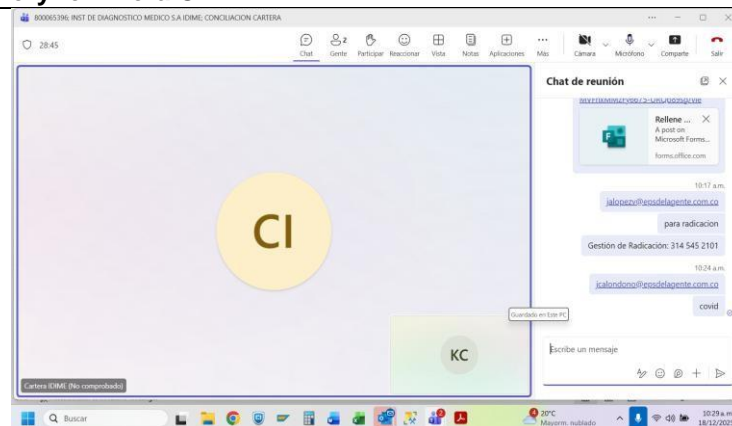 800065396; INST DE DIAGNOSTICO MEDICO S.A IDIME; CONCILIACION CARTERA
28:45
Chat
Gente
2
Participar
Reaccionar
Vista
Notas
Aplicaciones
Más
Cámara
Micrófono
Compartir
Salir
Chat de reunión
Rellene ...
A post on
Microsoft Forms...
forms.office.com
10:17 a.m.
jalopezv@epsdelagente.com.co
para radicacion
Gestión de Radicación: 314 545 2101
10:24 a.m.
jcalondono@epsdelagente.com.co
covid
CI
Guardado en Este PC
KC
Cartera IDIME (No comprobado)
Escribe un mensaje
Buscar
20°C
Mayorm. nublado
10:29 a.m.